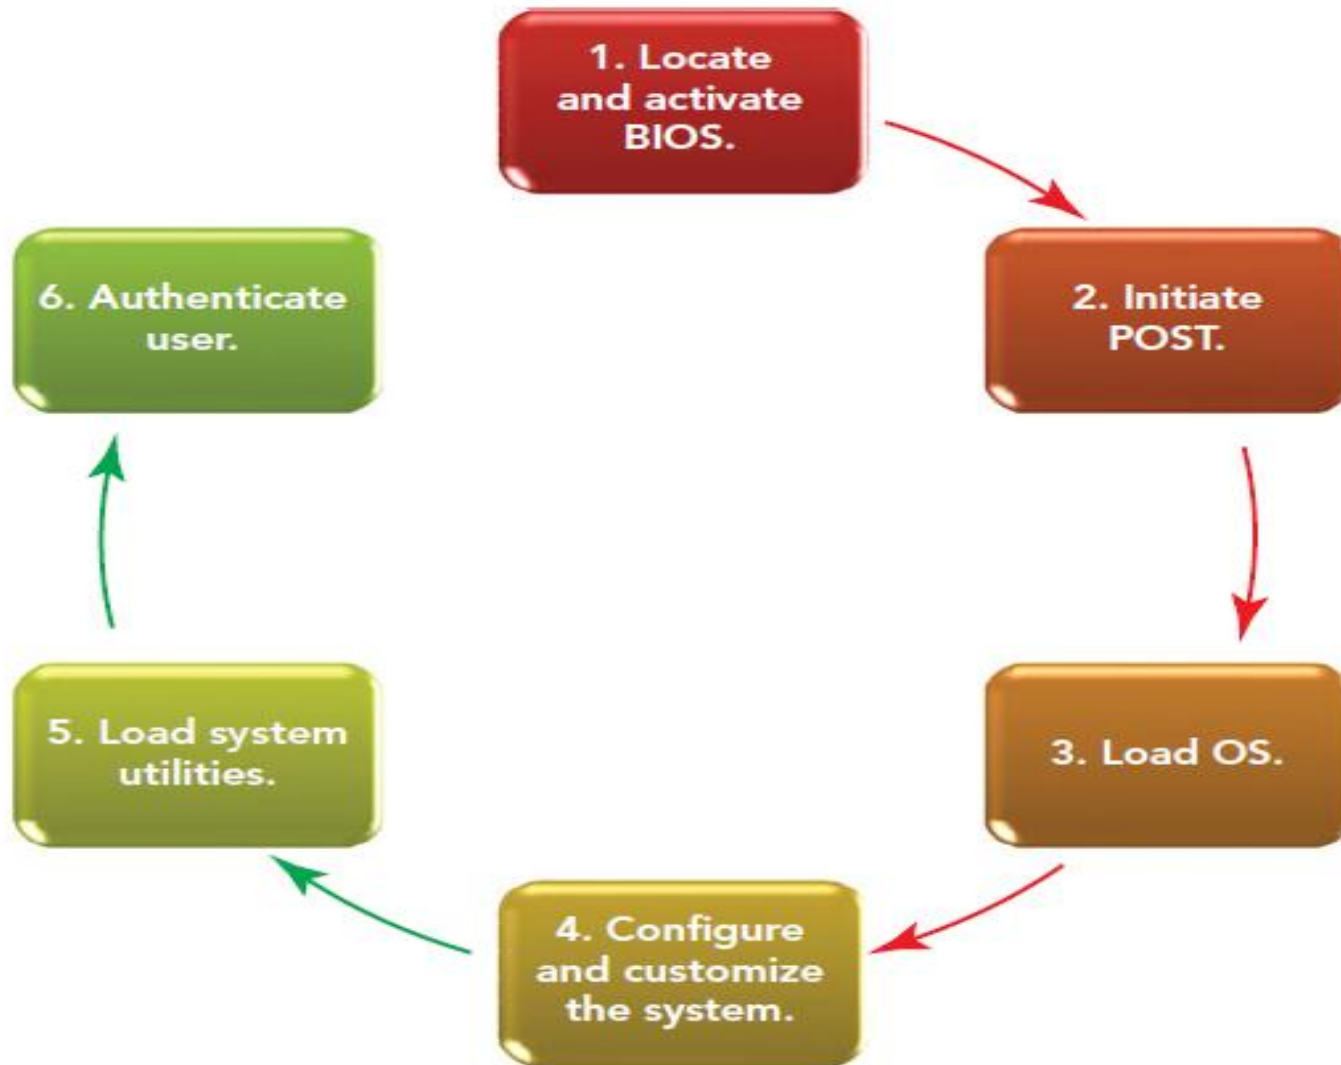 1. Locate
and activate
BIOS.
2. Initiate
POST.
3. Load OS.
4. Configure
and customize
the system.
5. Load system
utilities.
6. Authenticate
user.